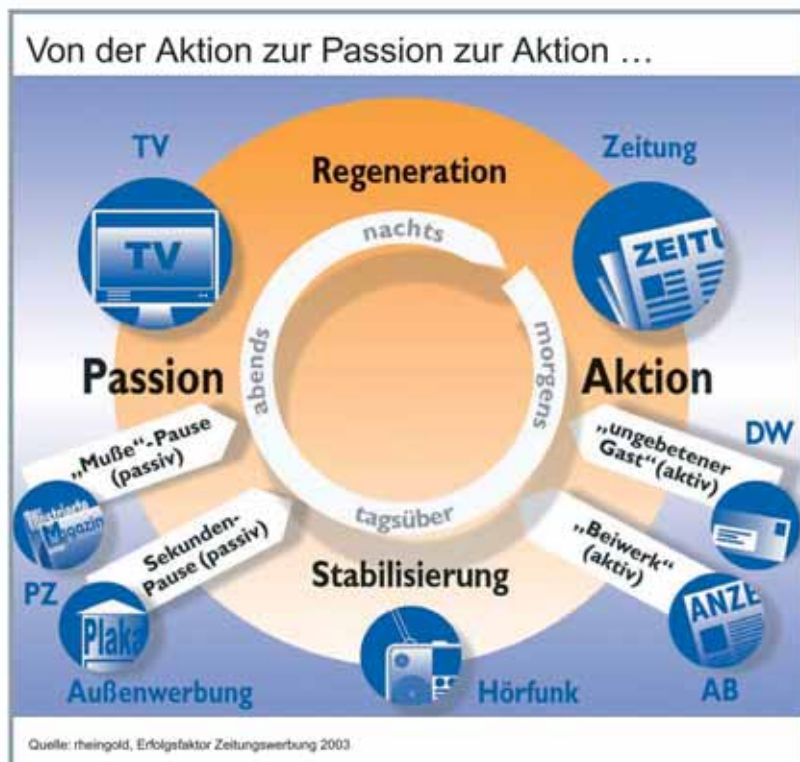 Von der Aktion zur Passion zur Aktion ...
TV
Zeitung
Regeneration
TV
ZEITU
nachts
abends
morgens
Passion
Aktion
„Muße“-Pause
(passiv)
„ungebetener
Gast“(aktiv)
DW
Illustrierte
Magazin
Sekunden-
Pause (passiv)
tagsüber
„Beiwerk“
(aktiv)
PZ
Stabilisierung
Plaka
ANZE
Außenwerbung
Hörfunk
AB
Quelle: rheingold, Erfolgsfaktor Zeitungswerbung 2003